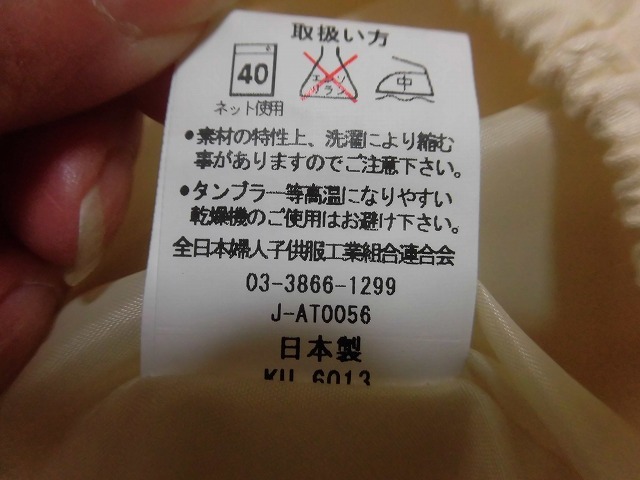 取扱い方
40
エンソ
サラシ
中
ネット使用
●素材の特性上、洗濯により縮む
事がありますのでご注意下さい。
●タンブラー等高温になりやすい
乾燥機のご使用はお避け下さい。
全日本婦人子供服工業組合連合会
03-3866-1299
J-AT0056
日本製
KU 6013